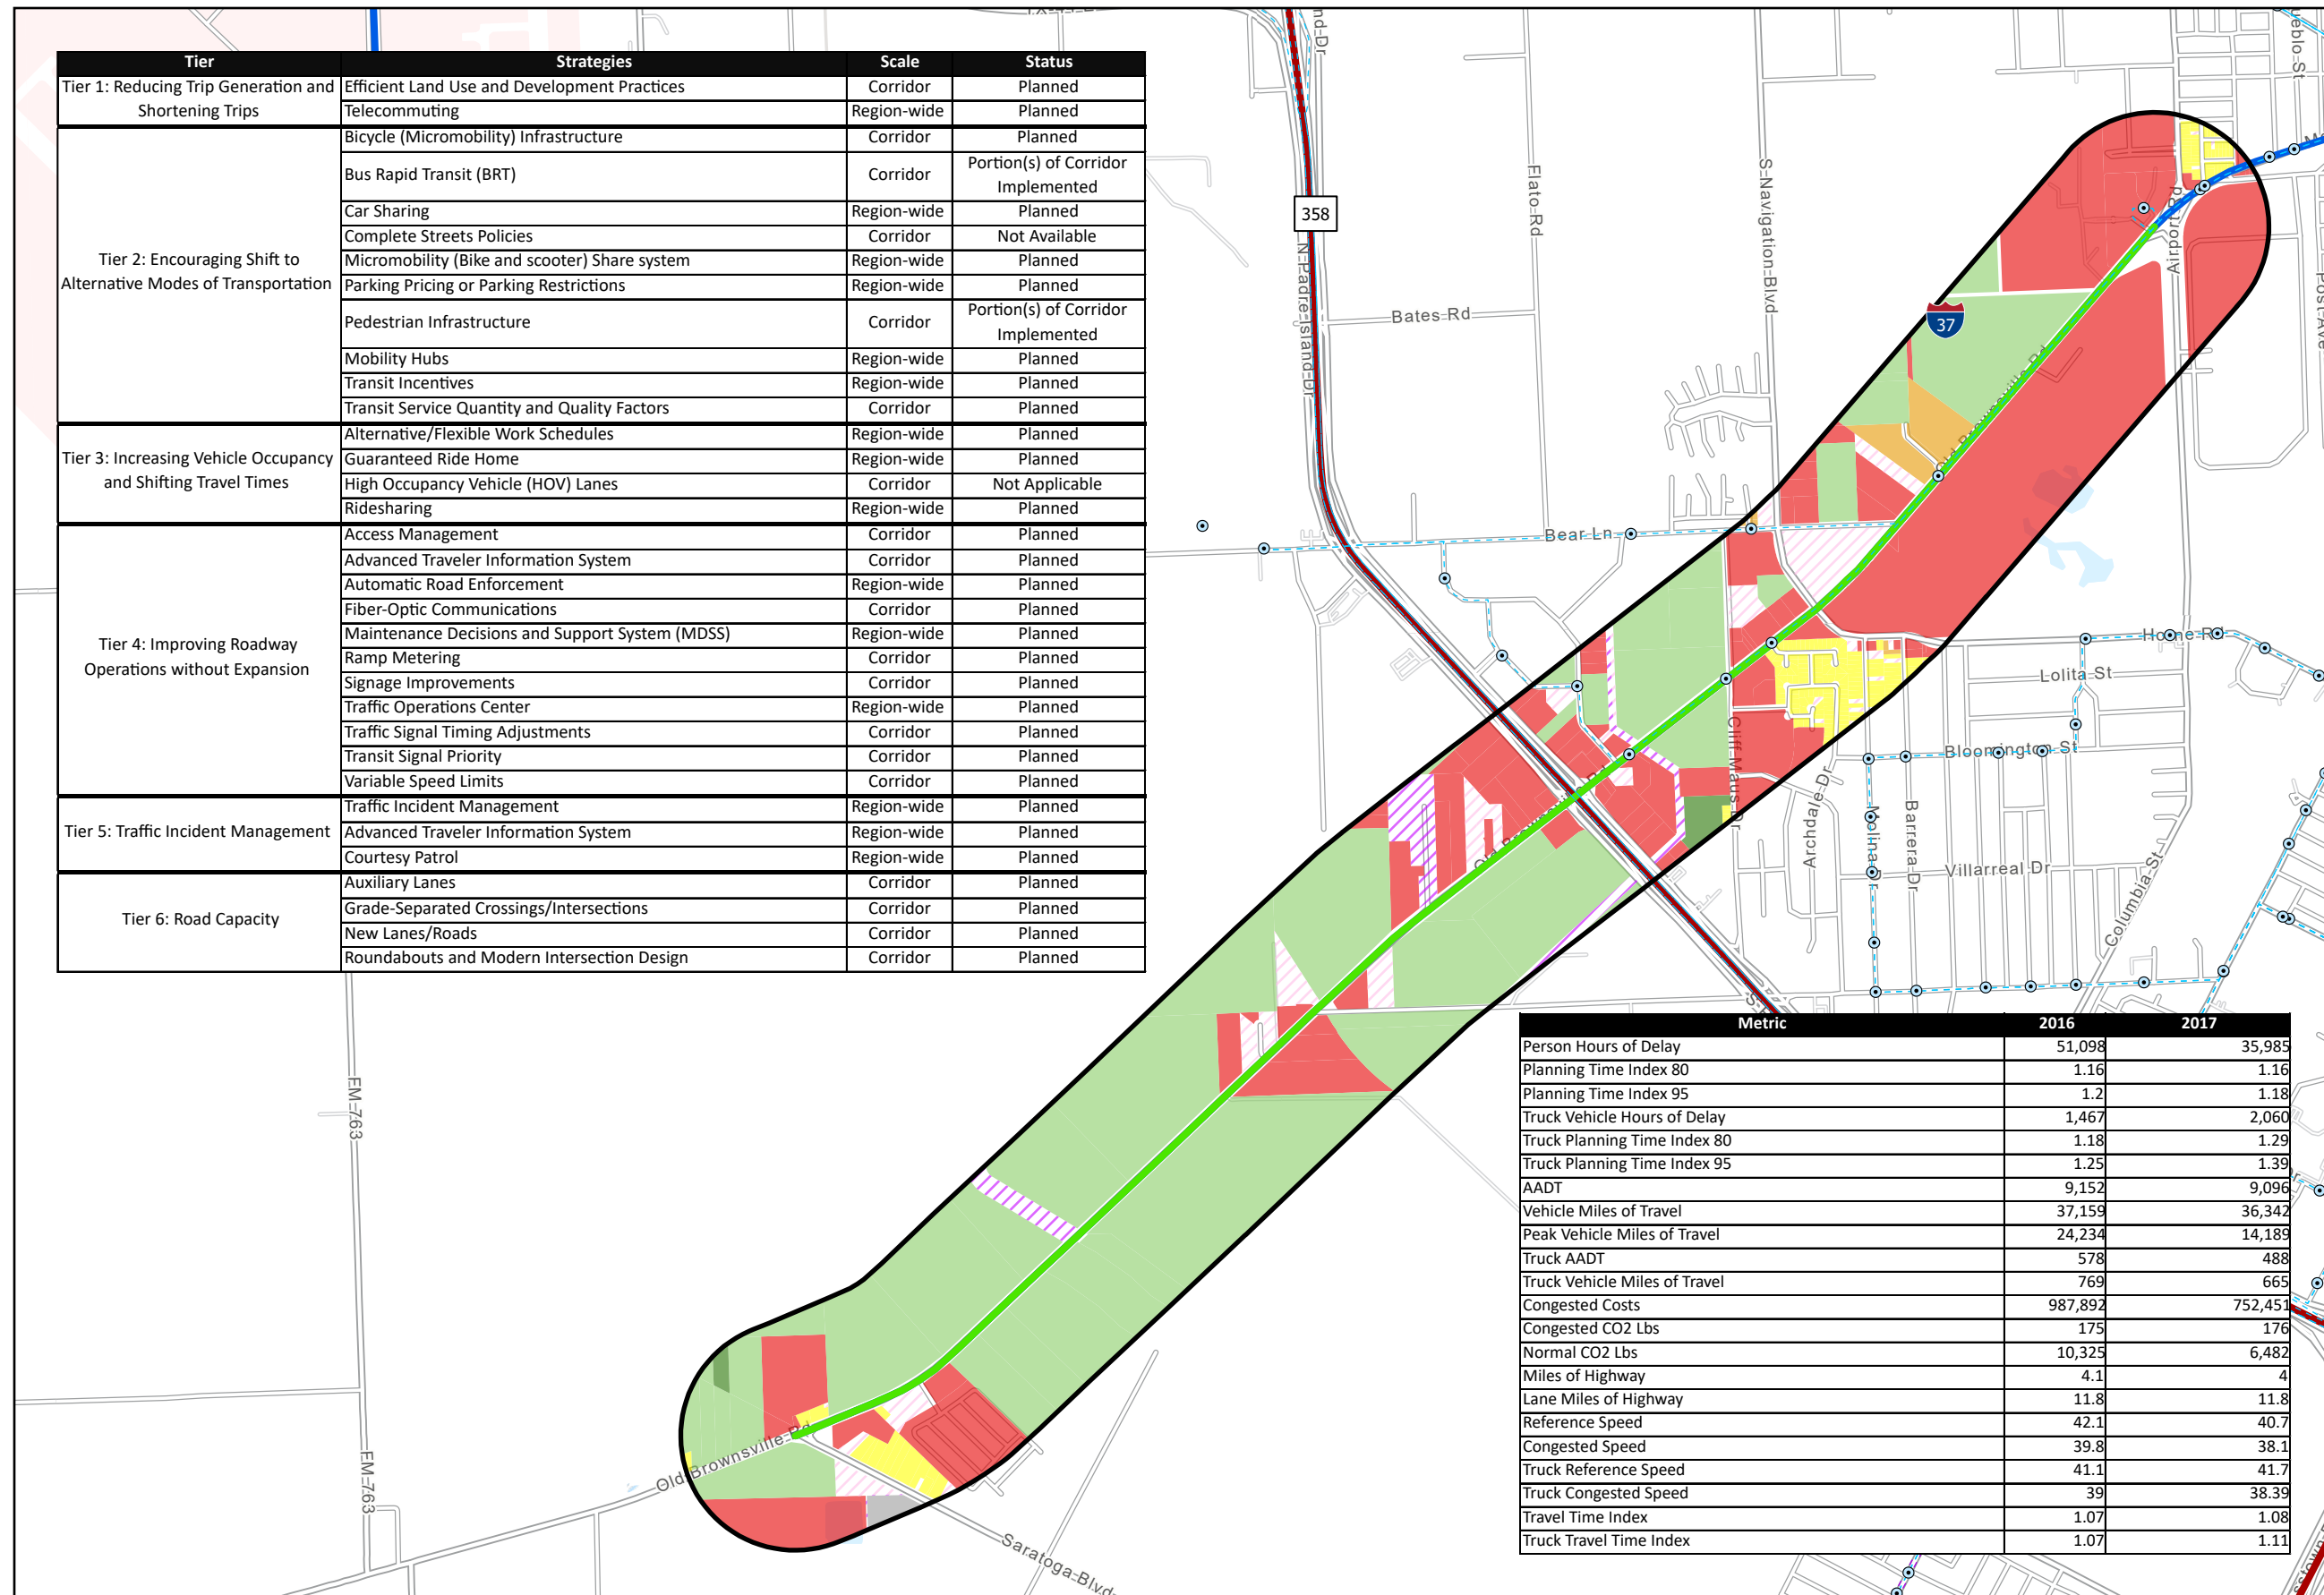 Tier Strategies Scale Status
Tier 1: Reducing Trip Generation and Shortening Trips
Efficient Land Use and Development Practices Corridor Planned
Telecommuting Region-wide Planned
Tier 2: Encouraging Shift to Alternative Modes of Transportation
Bicycle (Micromobility) Infrastructure Corridor Planned
Bus Rapid Transit (BRT) Corridor Portion(s) of Corridor Implemented
Car Sharing Region-wide Planned
Complete Streets Policies Corridor Not Available
Micromobility (Bike and scooter) Share system Region-wide Planned
Parking Pricing or Parking Restrictions Region-wide Planned
Pedestrian Infrastructure Corridor Portion(s) of Corridor Implemented
Mobility Hubs Region-wide Planned
Transit Incentives Region-wide Planned
Transit Service Quantity and Quality Factors Corridor Planned
Tier 3: Increasing Vehicle Occupancy and Shifting Travel Times
Alternative/Flexible Work Schedules Region-wide Planned
Guaranteed Ride Home Region-wide Planned
High Occupancy Vehicle (HOV) Lanes Corridor Not Applicable
Ridesharing Region-wide Planned
Tier 4: Improving Roadway Operations without Expansion
Access Management Corridor Planned
Advanced Traveler Information System Corridor Planned
Automatic Road Enforcement Region-wide Planned
Fiber-Optic Communications Corridor Planned
Maintenance Decisions and Support System (MDSS) Region-wide Planned
Ramp Metering Corridor Planned
Signage Improvements Corridor Planned
Traffic Operations Center Region-wide Planned
Traffic Signal Timing Adjustments Corridor Planned
Transit Signal Priority Corridor Planned
Variable Speed Limits Corridor Planned
Tier 5: Traffic Incident Management
Traffic Incident Management Region-wide Planned
Advanced Traveler Information System Region-wide Planned
Courtesy Patrol Region-wide Planned
Tier 6: Road Capacity
Auxiliary Lanes Corridor Planned
Grade-Separated Crossings/Intersections Corridor Planned
New Lanes/Roads Corridor Planned
Roundabouts and Modern Intersection Design Corridor Planned
358
N-Padre-Island-Dr
Flato-Rd
S-Navigation-Blvd
Bates-Rd
37
Airport-Rd
Old-Brownsville-Rd
Bear-Ln
Horne-Rd
Lolita-St
Bloomington-St
Cliff-Maus-Dr
Archdale-Dr
Molina-Dr
Barrera-Dr
Villarreal-Dr
Columbia-St
Old-Brownsville-Rd
FM-763
FM-763
Old-Brownsville-Rd
Saratoga-Blvd
Metric 2016 2017
Person Hours of Delay 51,098 35,985
Planning Time Index 80 1.16 1.16
Planning Time Index 95 1.2 1.18
Truck Vehicle Hours of Delay 1,467 2,060
Truck Planning Time Index 80 1.18 1.29
Truck Planning Time Index 95 1.25 1.39
AADT 9,152 9,096
Vehicle Miles of Travel 37,159 36,342
Peak Vehicle Miles of Travel 24,234 14,189
Truck AADT 578 488
Truck Vehicle Miles of Travel 769 665
Congested Costs 987,892 752,451
Congested CO2 Lbs 175 176
Normal CO2 Lbs 10,325 6,482
Miles of Highway 4.1 4
Lane Miles of Highway 11.8 11.8
Reference Speed 42.1 40.7
Congested Speed 39.8 38.1
Truck Reference Speed 41.1 41.7
Truck Congested Speed 39 38.39
Travel Time Index 1.07 1.08
Truck Travel Time Index 1.07 1.11